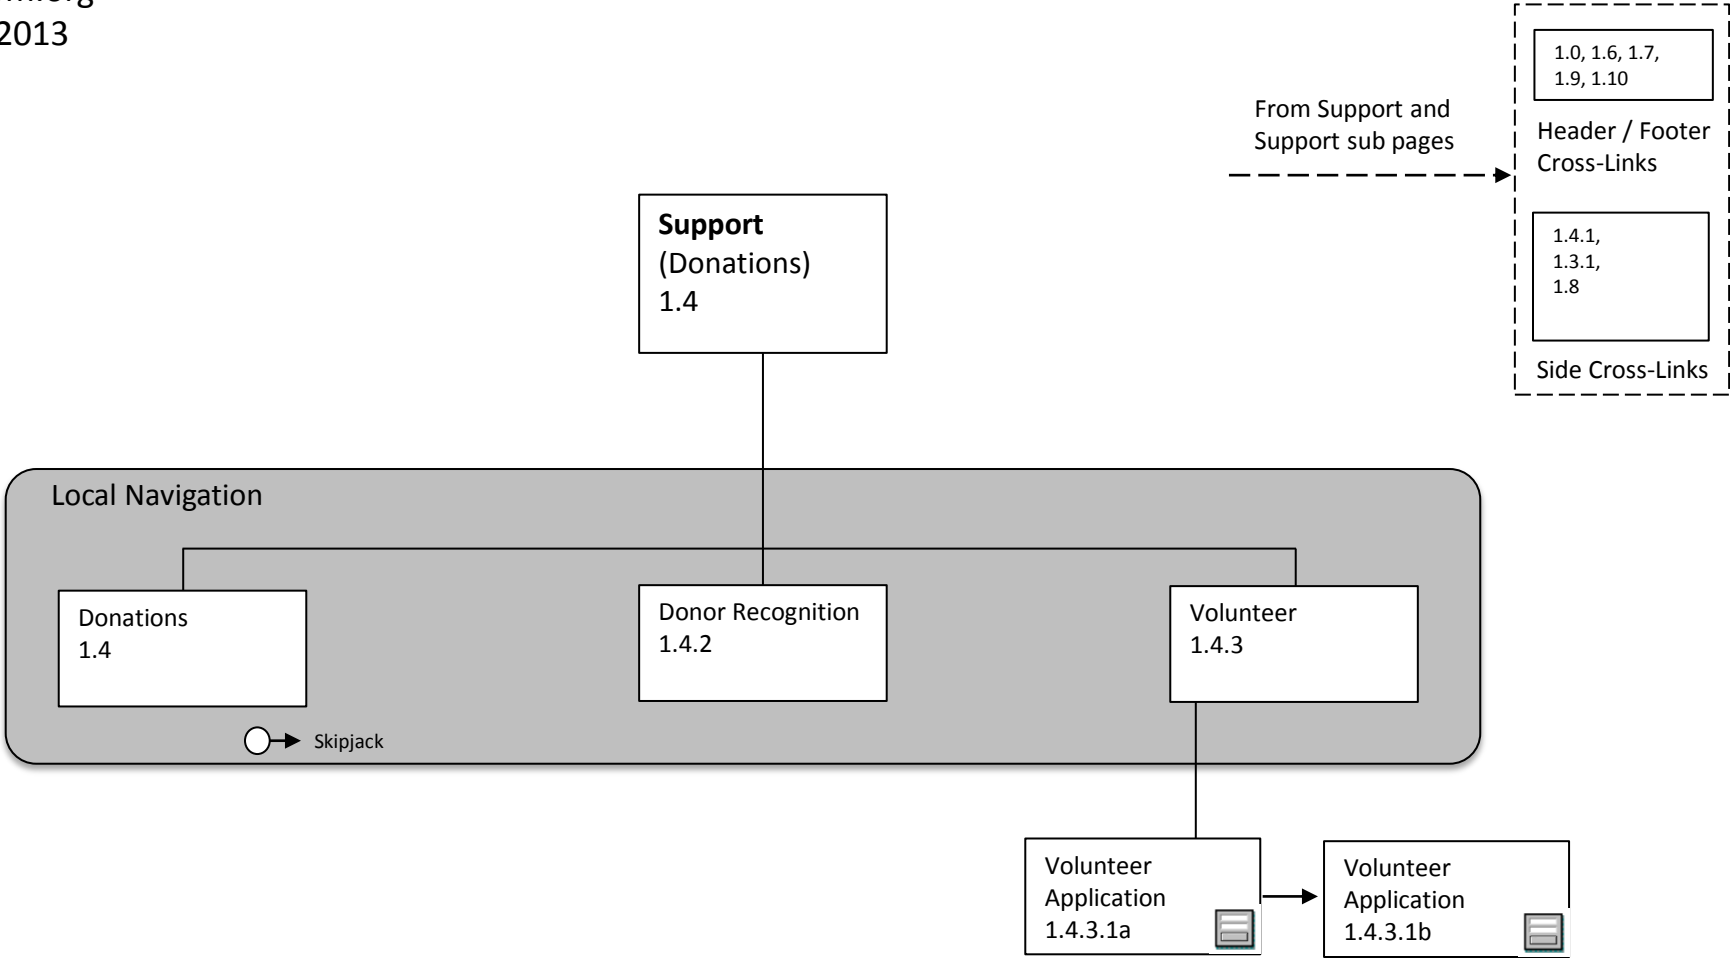 2013
From Support and
Support sub pages
1.0, 1.6, 1.7,
1.9, 1.10
Header / Footer
Cross-Links
1.4.1,
1.3.1,
1.8
Side Cross-Links
Support
(Donations)
1.4
Local Navigation
Donations
1.4
Donor Recognition
1.4.2
Volunteer
1.4.3
Skipjack
Volunteer
Application
1.4.3.1a
Volunteer
Application
1.4.3.1b